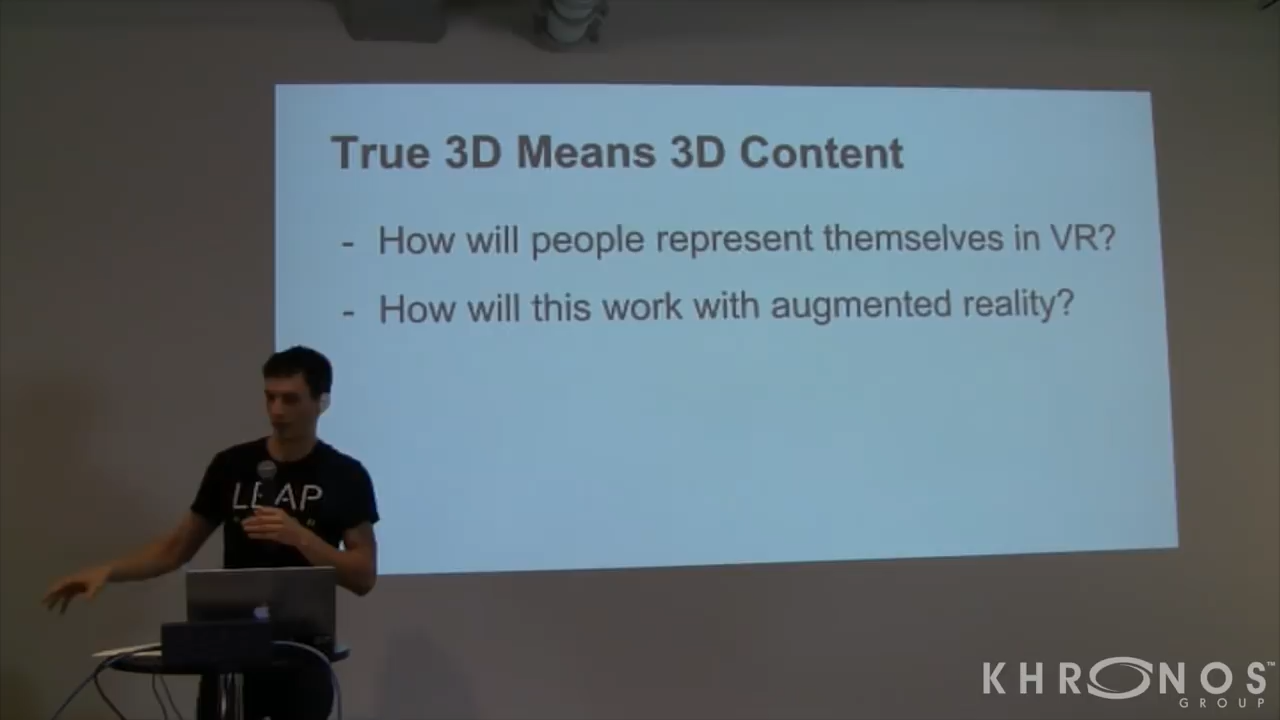 True 3D Means 3D Content
- How will people represent themselves in VR?
- How will this work with augmented reality?
LEAP
KHRONOS™
GROUP